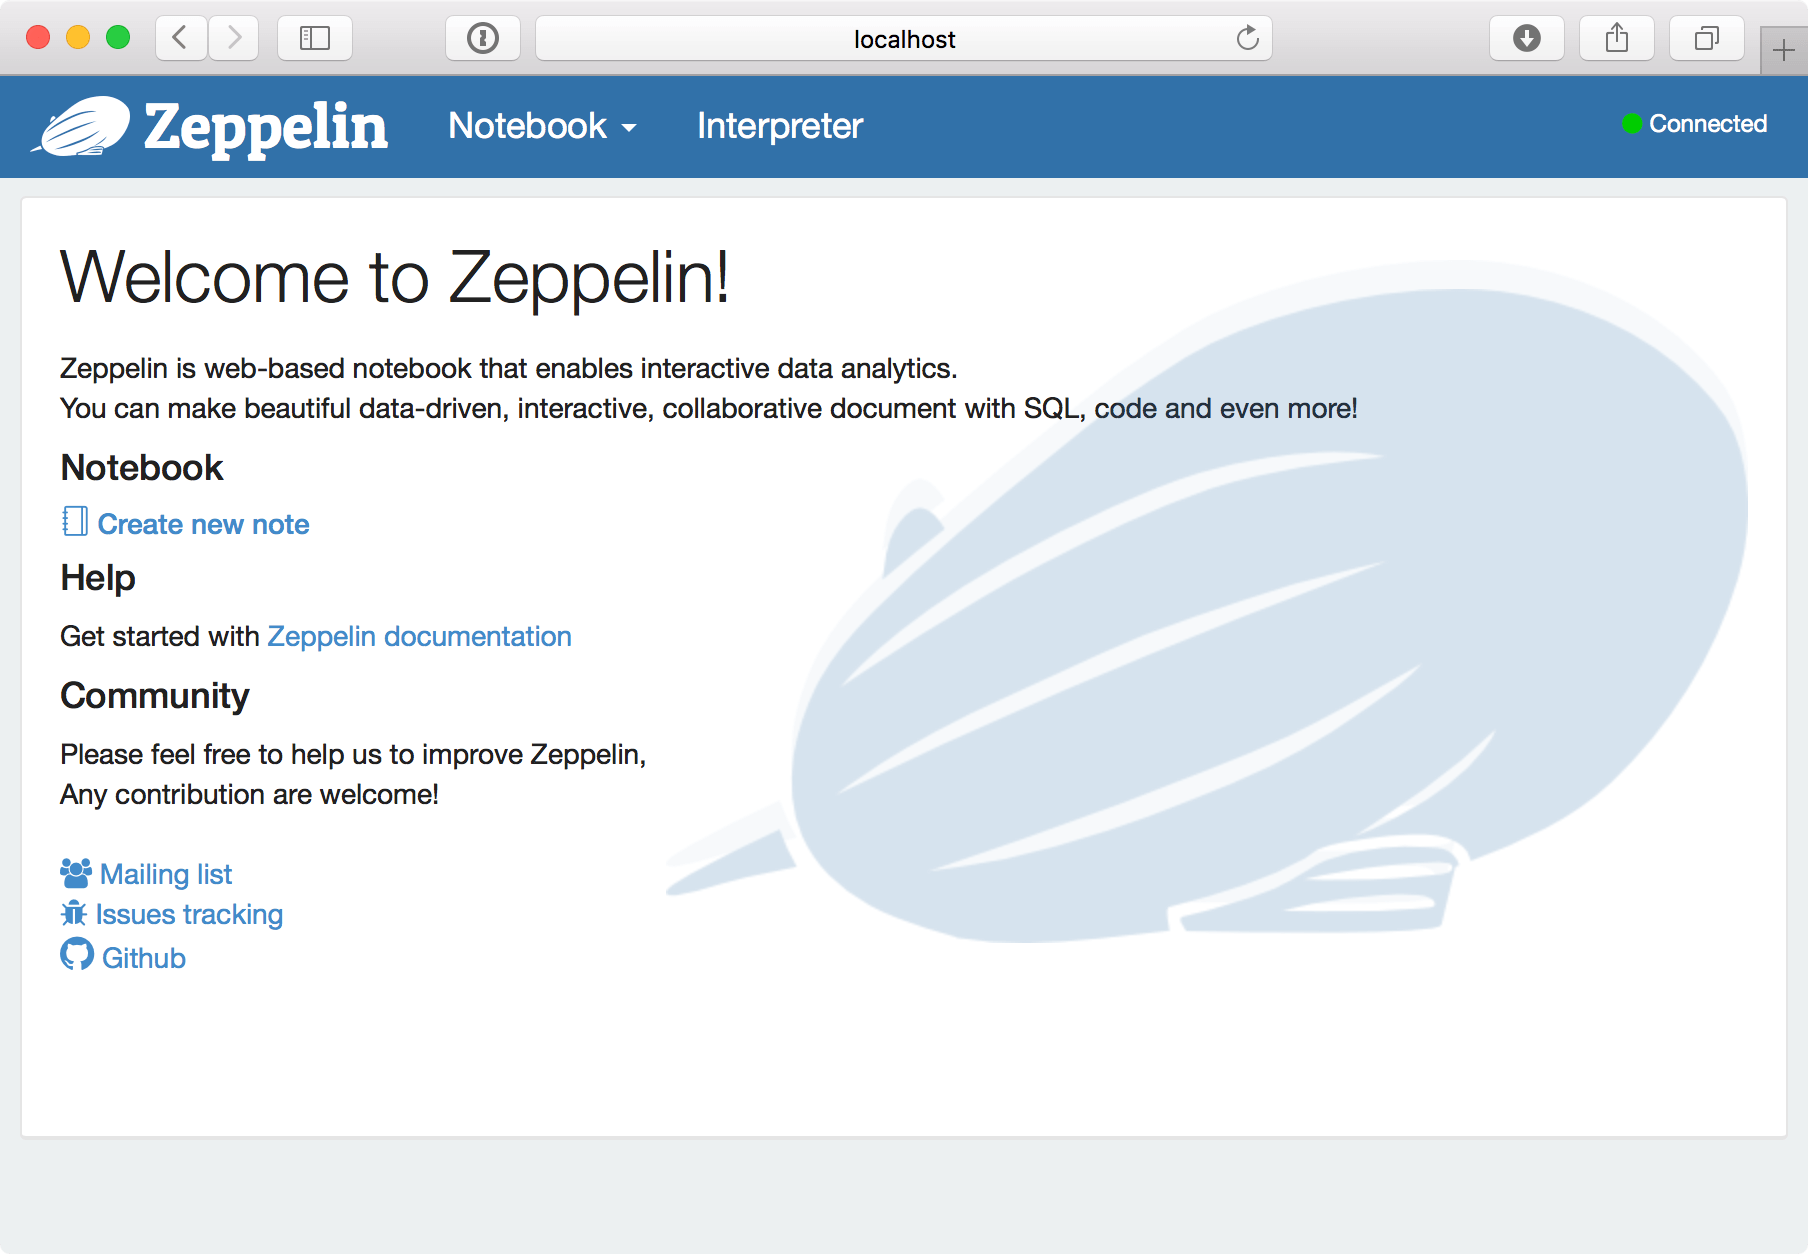 localhost
Zeppelin
Notebook
Interpreter
Connected
Welcome to Zeppelin!
Zeppelin is web-based notebook that enables interactive data analytics.
You can make beautiful data-driven, interactive, collaborative document with SQL, code and even more!
Notebook
Create new note
Help
Get started with Zeppelin documentation
Community
Please feel free to help us to improve Zeppelin,
Any contribution are welcome!
Mailing list
Issues tracking
Github